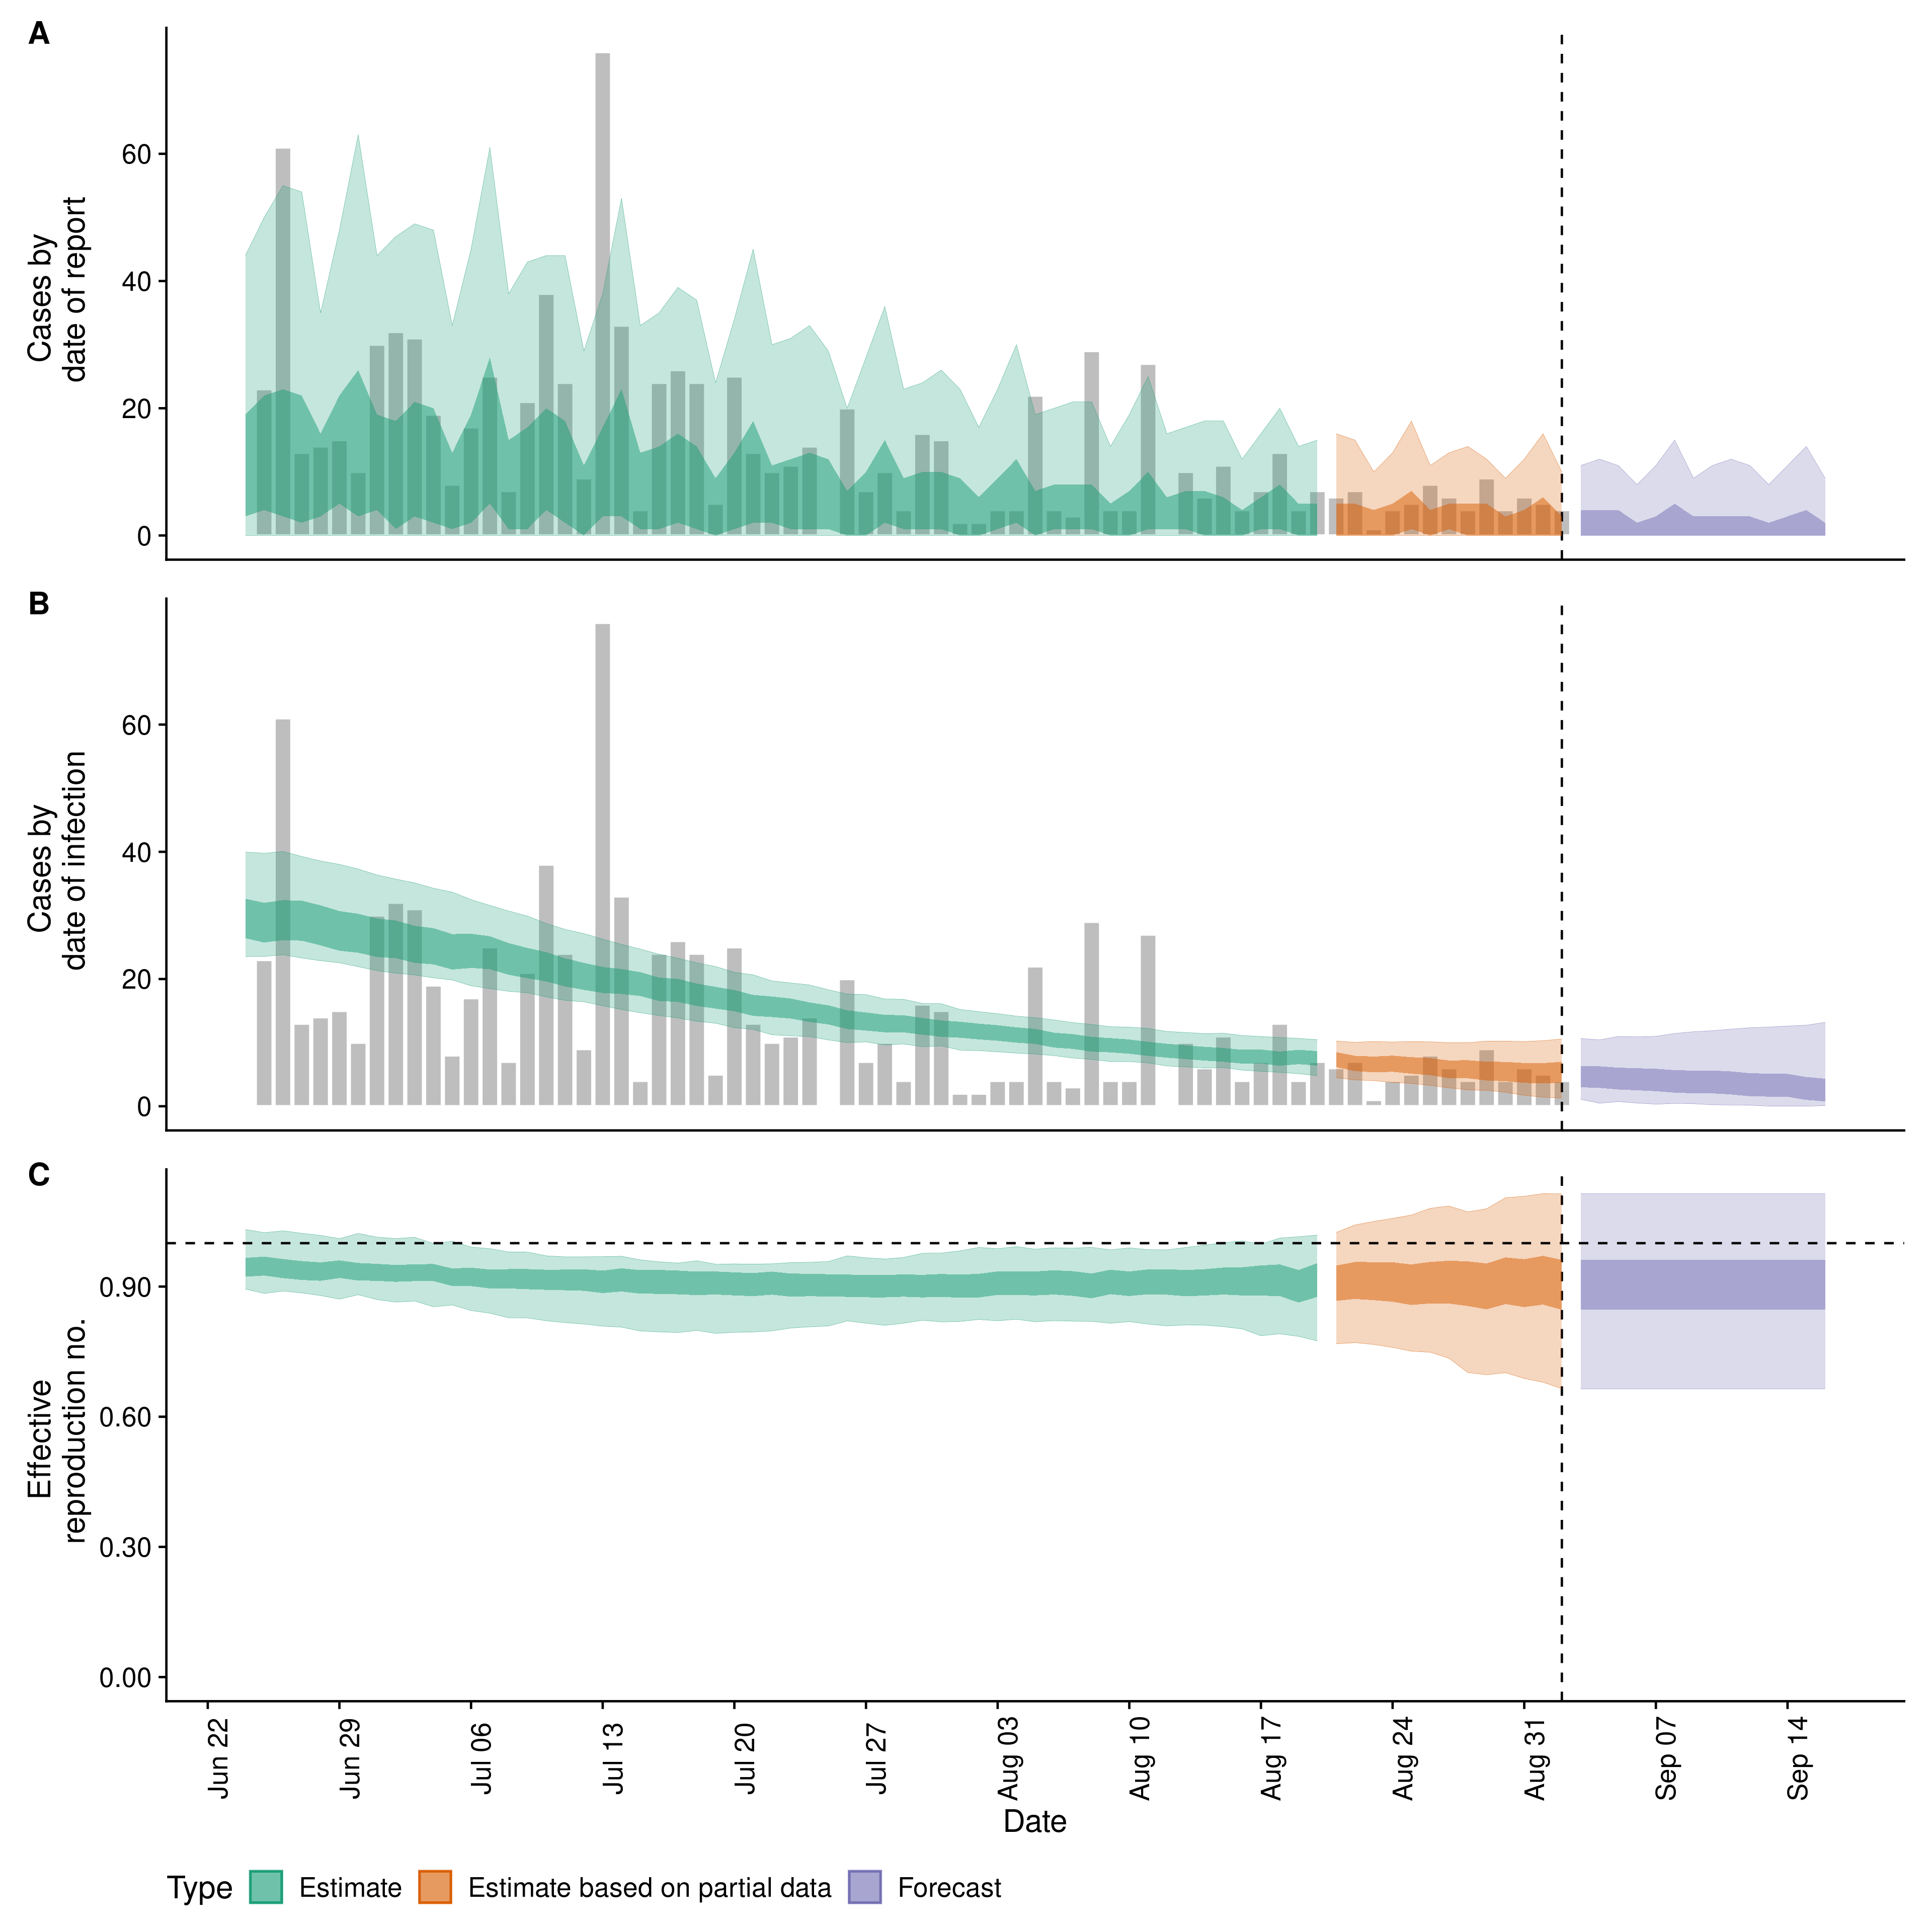 A
Cases by
date of report
60
40
20
0
B
Cases by
date of infection
60
40
20
0
C
Effective
reproduction no.
0.90
0.60
0.30
0.00
Jun 22
Jun 29
Jul 06
Jul 13
Jul 20
Jul 27
Aug 03
Aug 10
Aug 17
Aug 24
Aug 31
Sep 07
Sep 14
Date
Type Estimate Estimate based on partial data Forecast